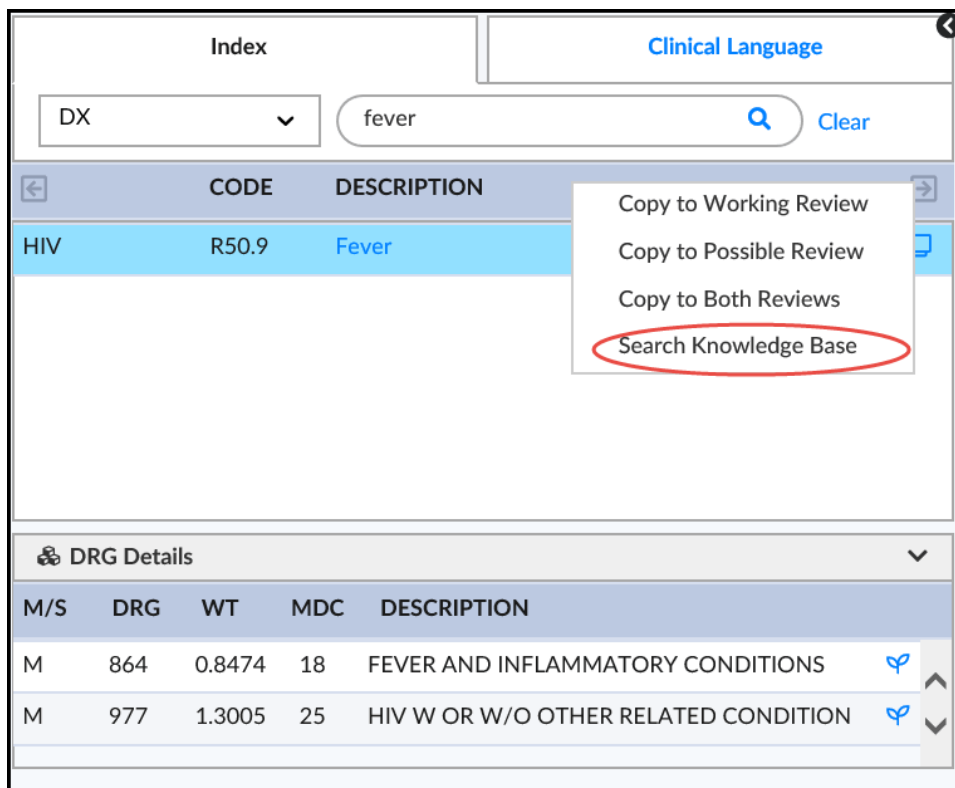 Index
Clinical Language
DX
fever
Clear
CODE
DESCRIPTION
HIV
R50.9
Fever
Copy to Working Review
Copy to Possible Review
Copy to Both Reviews
Search Knowledge Base
DRG Details
M/S DRG WT MDC DESCRIPTION
M 864 0.8474 18 FEVER AND INFLAMMATORY CONDITIONS
M 977 1.3005 25 HIV W OR W/O OTHER RELATED CONDITION